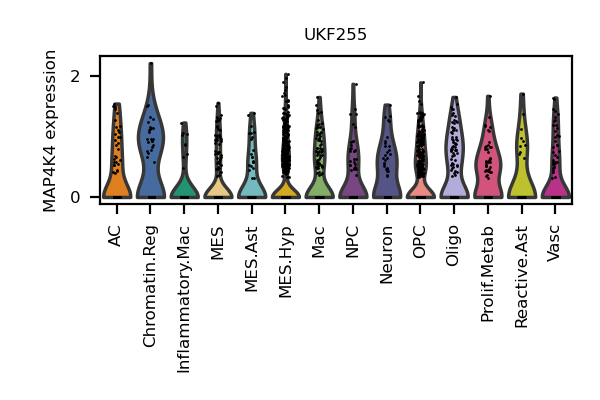 UKF255
MAP4K4 expression
2
0
AC
Chromatin.Reg
Inflammatory.Mac
MES
MES.Ast
MES.Hyp
Mac
NPC
Neuron
OPC
Oligo
Prolif.Metab
Reactive.Ast
Vasc